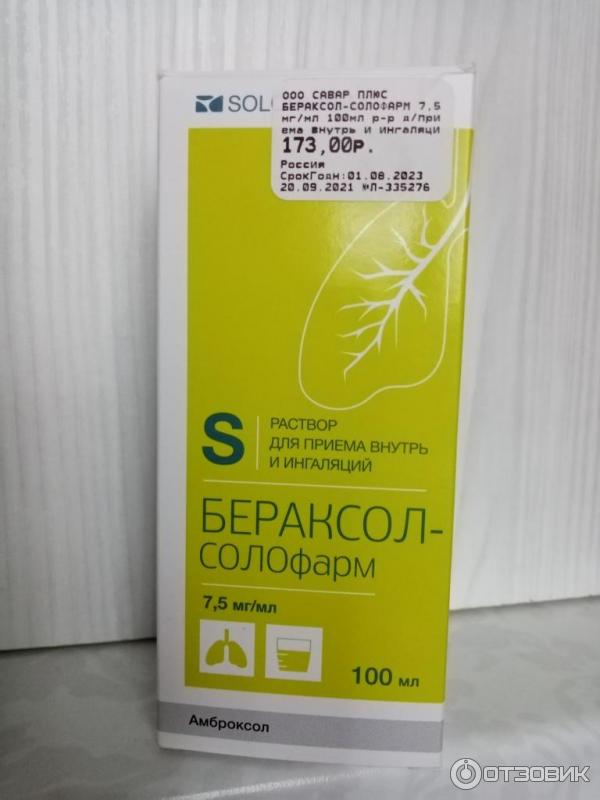 ООО САВАР ПЛЮС
БЕРАКСОЛ-СОЛОФАРМ 7,5
мг/мл 100мл р-р д/При
ема внутрь и ингаляци
173,00р.
Россия
СрокГодн:01.08.2023
20.09.2021 №Л-335276
S
РАСТВОР
ДЛЯ ПРИЕМА ВНУТРЬ
И ИНГАЛЯЦИЙ
БЕРАКСОЛ-
СОЛОфарм
7,5 мг/мл
100 мл
Амброксол
ОТЗОВИК